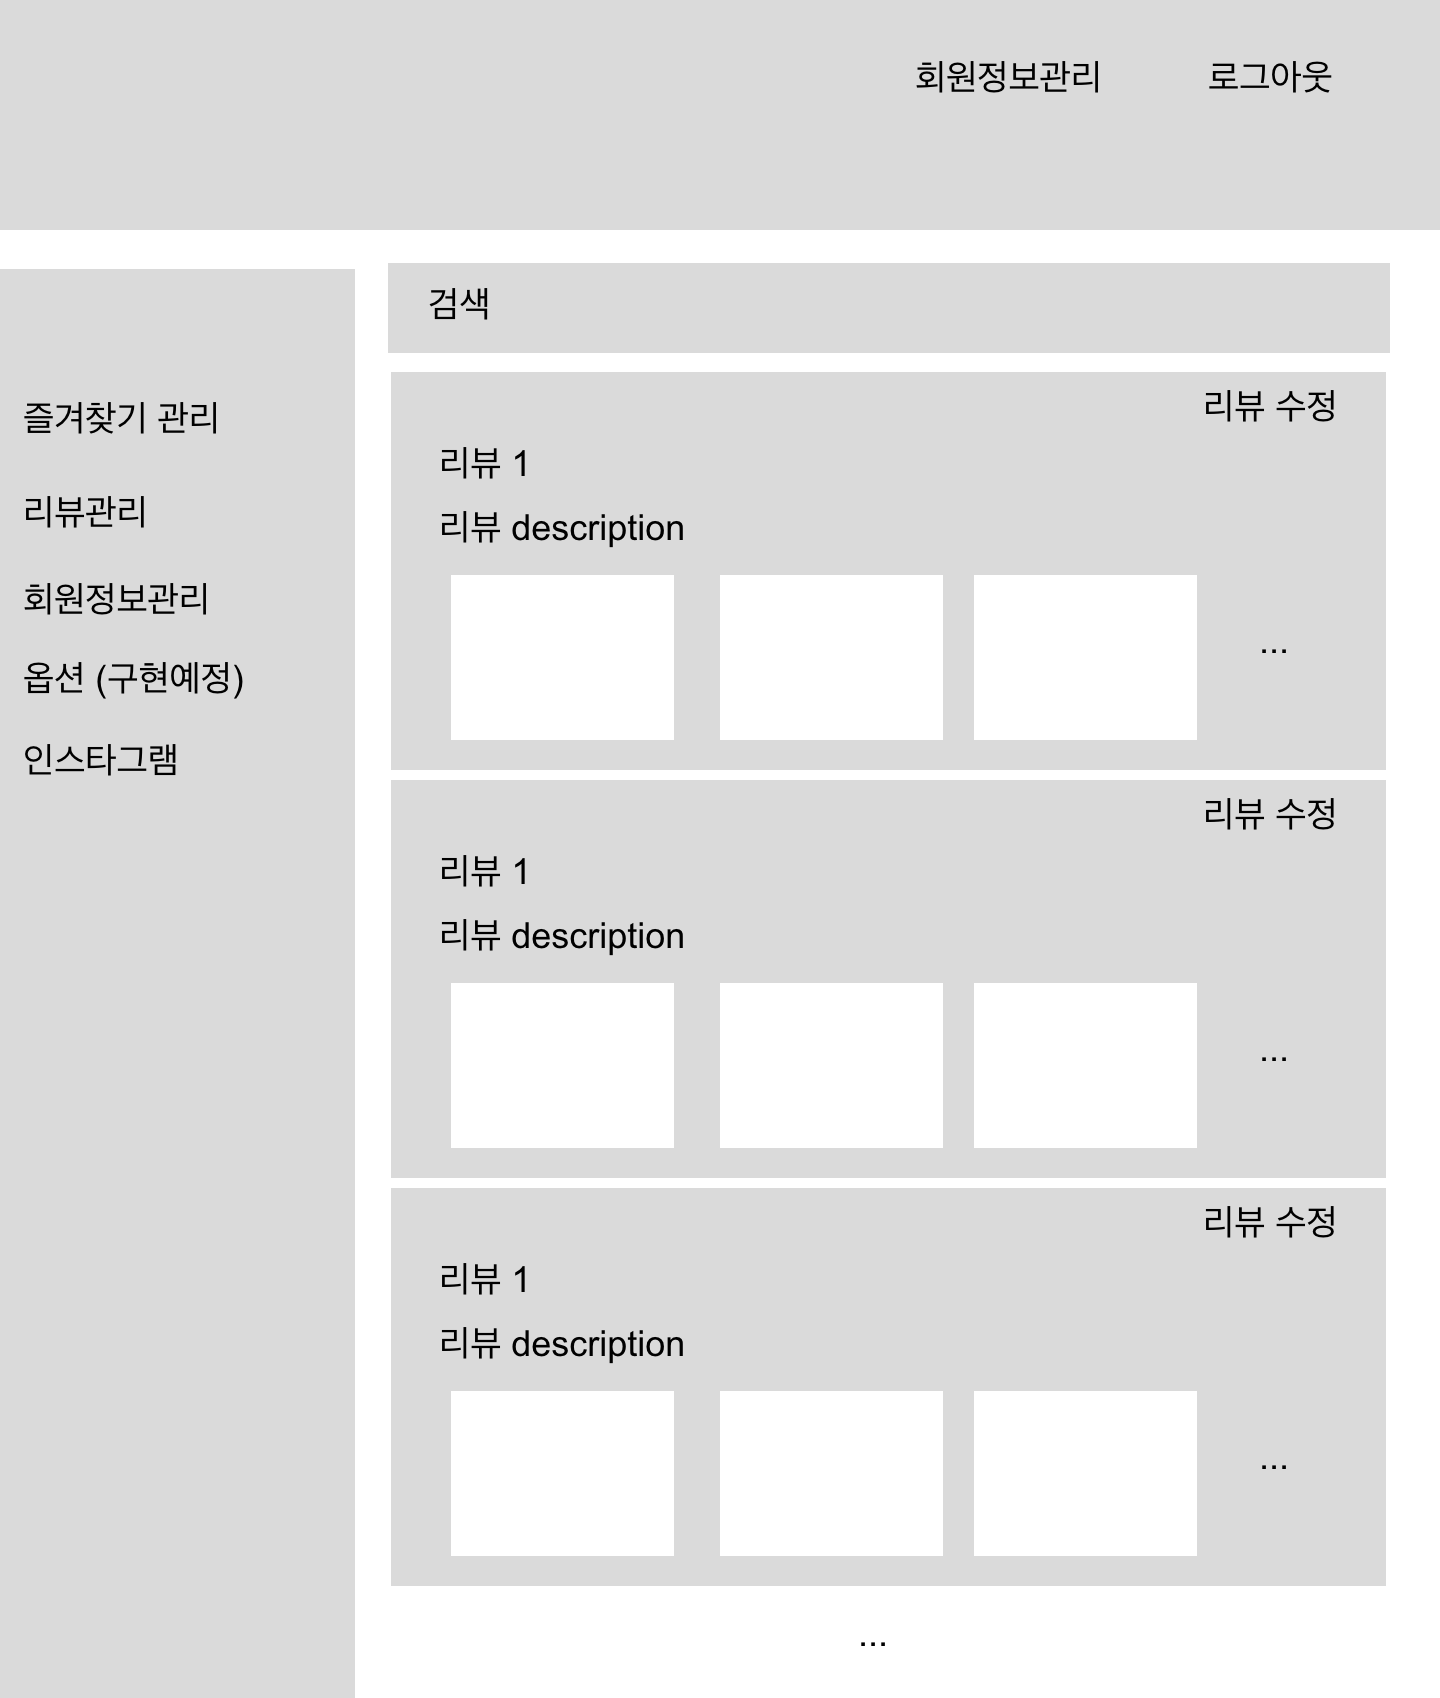 회원정보관리 로그아웃
검색
즐겨찾기 관리
리뷰관리
회원정보관리
옵션 (구현예정)
인스타그램
리뷰 수정
리뷰 1
리뷰 description
...
리뷰 수정
리뷰 1
리뷰 description
...
리뷰 수정
리뷰 1
리뷰 description
...
...